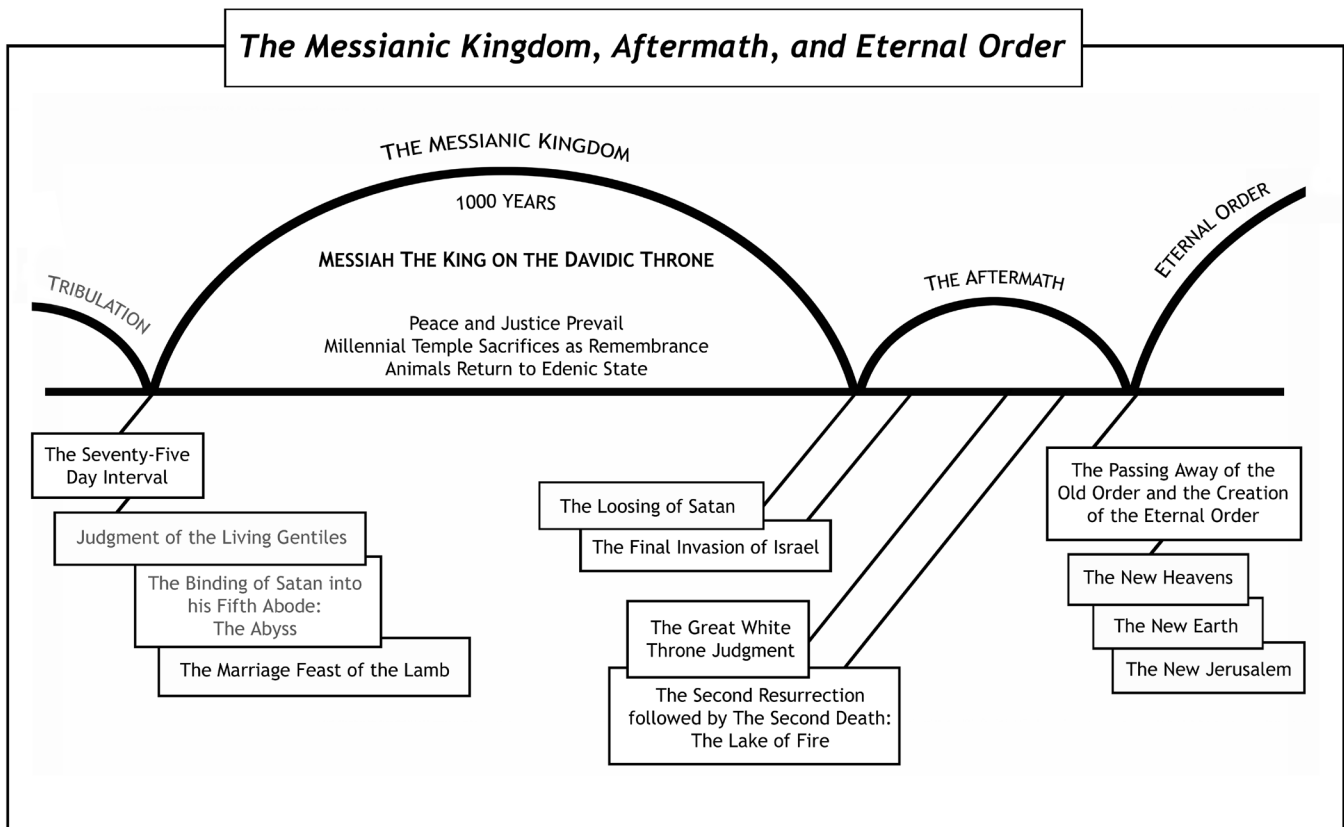 The Messianic Kingdom, Aftermath, and Eternal Order
THE MESSIANIC KINGDOM
1000 YEARS
MESSIAH THE KING ON THE DAVIDIC THRONE
Peace and Justice Prevail
Millennial Temple Sacrifices as Remembrance
Animals Return to Edenic State
TRIBULATION
THE AFTERMATH
ETERNAL ORDER
The Seventy-Five
Day Interval
Judgment of the Living Gentiles
The Binding of Satan into
his Fifth Abode:
The Abyss
The Marriage Feast of the Lamb
The Loosing of Satan
The Final Invasion of Israel
The Great White
Throne Judgment
The Second Resurrection
followed by The Second Death:
The Lake of Fire
The Passing Away of the
Old Order and the Creation
of the Eternal Order
The New Heavens
The New Earth
The New Jerusalem